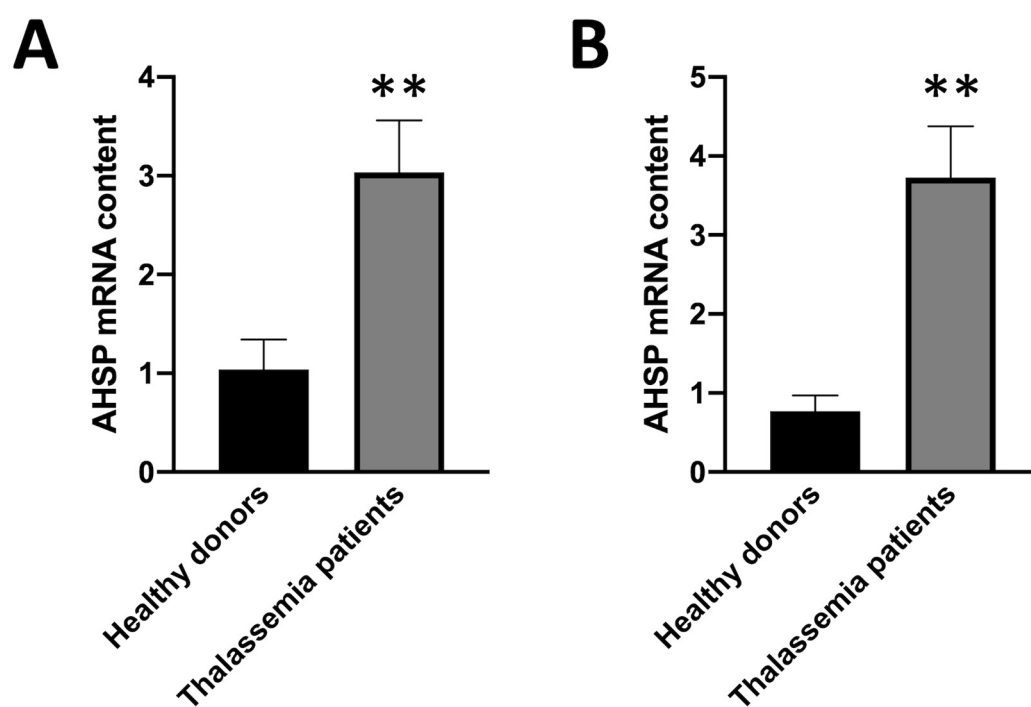 A
AHSP mRNA content
4
3
2
1
0
**
Healthy donors
Thalassemia patients
B
AHSP mRNA content
5
4
3
2
1
0
**
Healthy donors
Thalassemia patients